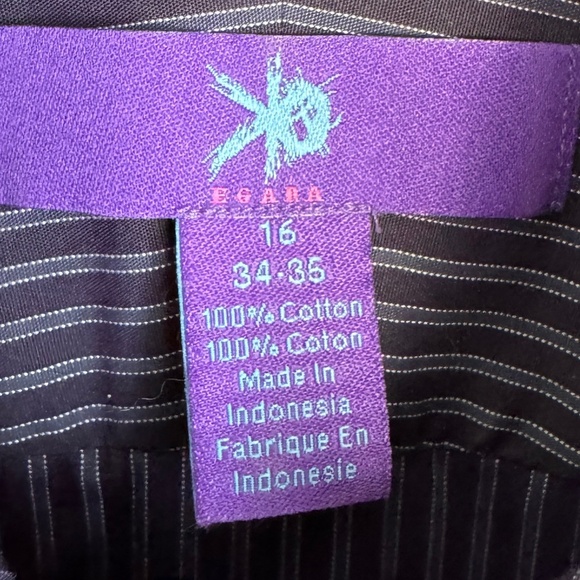 EGARA
16
34-35
100% Cotton
100% Coton
Made In
Indonesia
Fabrique En
Indonesie